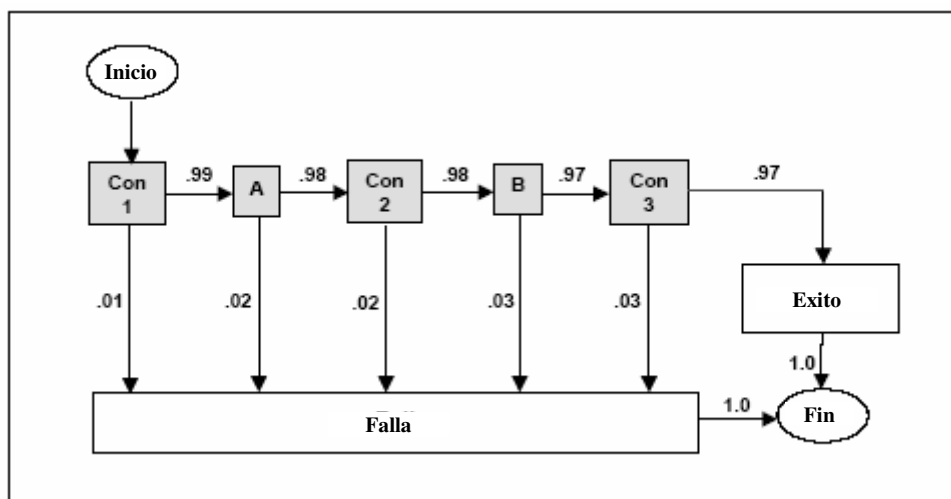 Inicio
Con
1
.99
A
.98
Con
2
.98
B
.97
Con
3
.97
.01
.02
.02
.03
.03
Exito
1.0
Falla
1.0
Fin